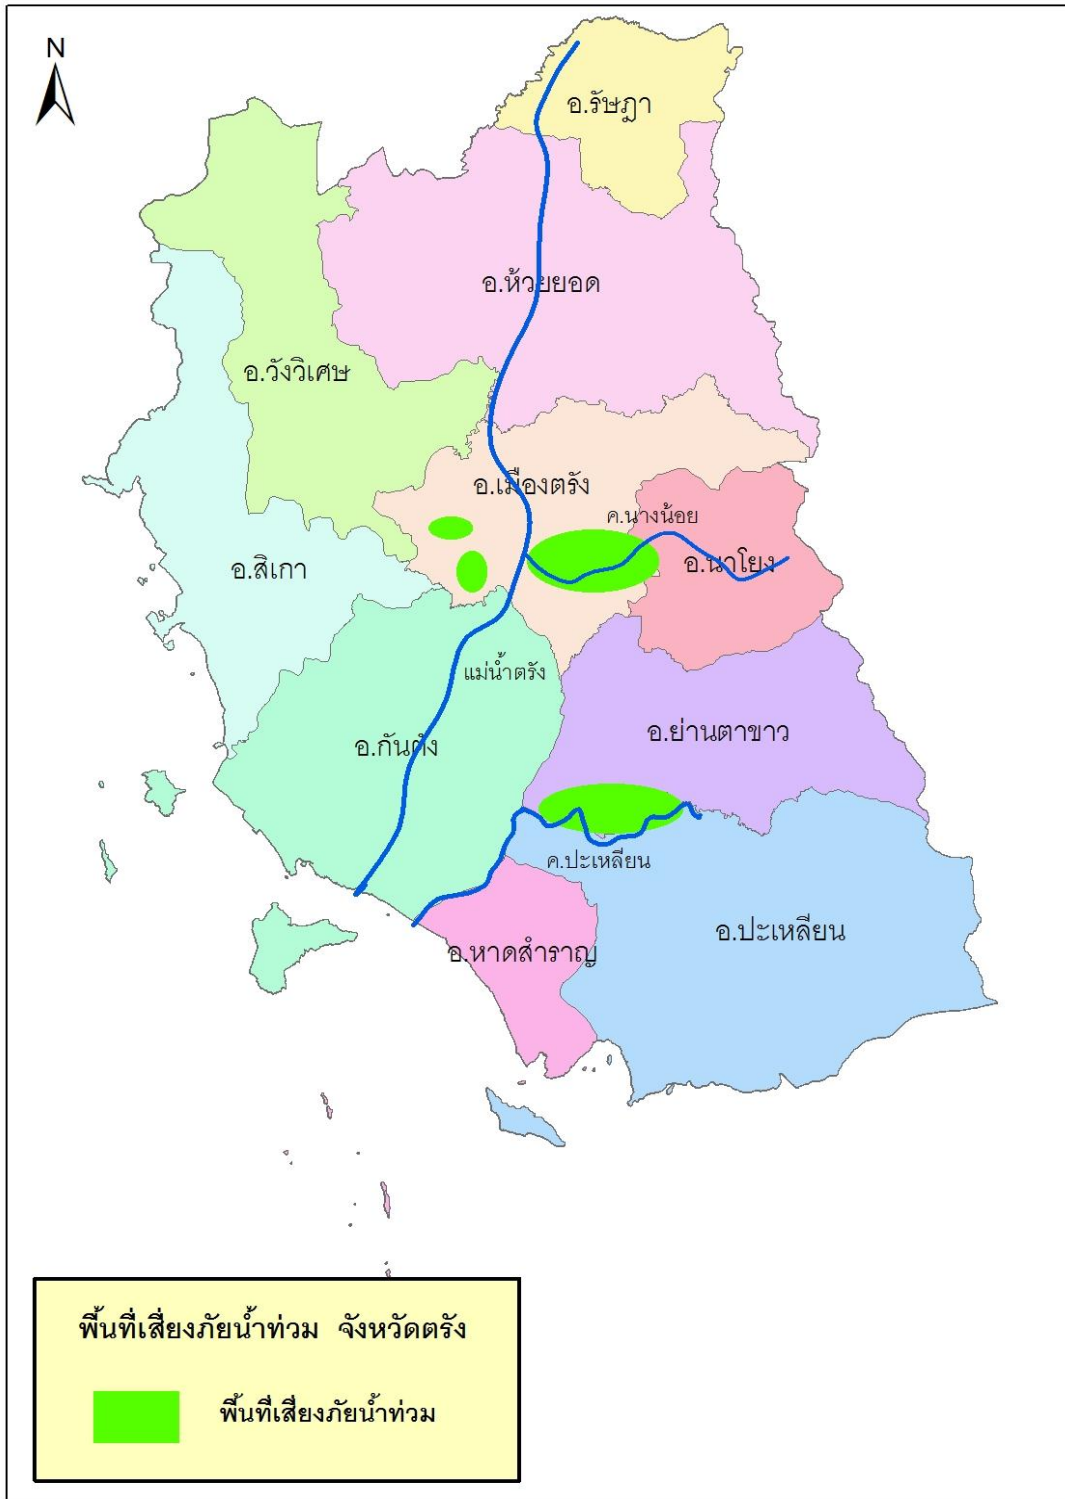 N
อ.รัษฎา
อ.ห้วยยอด
อ.วังวิเศษ
อ.เมืองตรัง
ค.นางน้อย
อ.นาโยง
อ.สิเกา
แม่น้ำตรัง
อ.ย่านตาขาว
อ.กันตัง
ค.ปะเหลียน
อ.ปะเหลียน
อ.หาดสำราญ
พื้นที่เสี่ยงภัยน้ำท่วม จังหวัดตรัง
พื้นที่เสี่ยงภัยน้ำท่วม